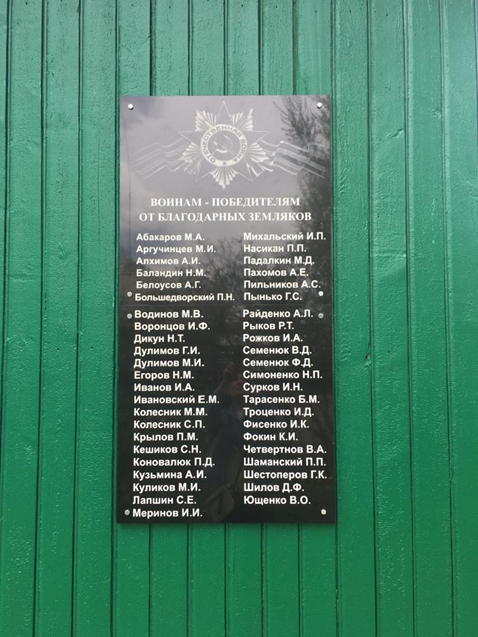 ОТЕЧЕСТВЕННАЯ ВОЙНА
ВОИНАМ - ПОБЕДИТЕЛЯМ
ОТ БЛАГОДАРНЫХ ЗЕМЛЯКОВ
Абакаров М.А.
Аргучинцев М.И.
Алхимов А.И.
Баландин Н.М.
Белоусов А.Г.
Большедворский П.Н.
Водинов М.В.
Воронцов И.Ф.
Дикун Н.Т.
Дулимов Г.И.
Дулимов М.И.
Егоров Н.М.
Иванов И.А.
Ивановский Е.М.
Колесник М.М.
Колесник С.П.
Крылов П.М.
Кешиков С.Н.
Коновалюк П.Д.
Кузьмина А.И.
Куликов М.И.
Лапшин С.Е.
Меринов И.И.
Михальский И.П.
Насикан П.П.
Падалкин М.Д.
Пахомов А.Е.
Пильников А.С.
Пынько Г.С.
Райденко А.Л.
Рыков Р.Т.
Рожков И.А.
Семенюк В.Д.
Семенюк Ф.Д.
Симоненко Н.П.
Сурков И.Н.
Тарасенко Б.М.
Троценко И.Д.
Фисенко И.К.
Фокин К.И.
Четвертнов В.А.
Шаманский П.П.
Шестоперов Г.К.
Шилов Д.Ф.
Ющенко В.О.